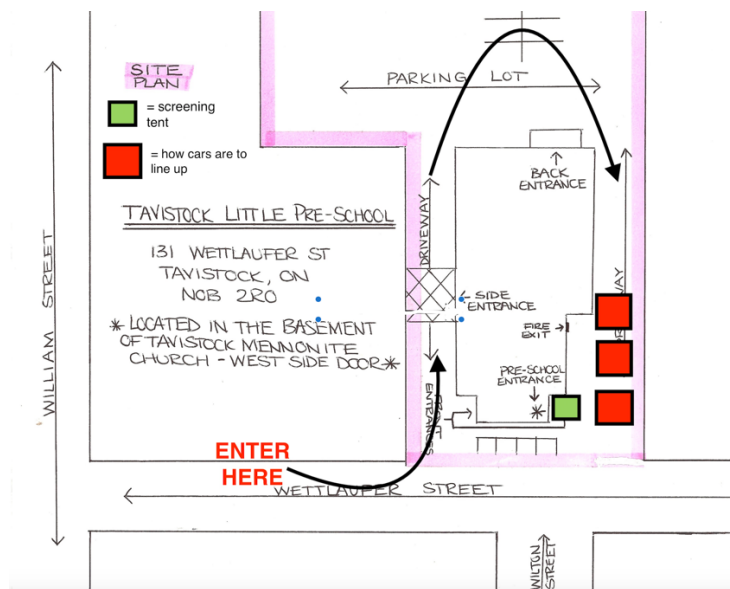 SITE
PLAN
= screening
tent
= how cars are to
line up
TAVISTOCK LITTLE PRE-SCHOOL
131 WETTLAUFER ST
TAVISTOCK, ON
N0B 2R0
* LOCATED IN THE BASEMENT
OF TAVISTOCK MENNONITE
CHURCH - WEST SIDE DOOR *
WILLIAM STREET
PARKING LOT
BACK
ENTRANCE
DRIVEWAY
SIDE
ENTRANCE
FIRE
EXIT
PRE-SCHOOL
ENTRANCE
*
WAY
ENTRANCES
ENTER
HERE
WETTLAUFER STREET
WILTON
STREET